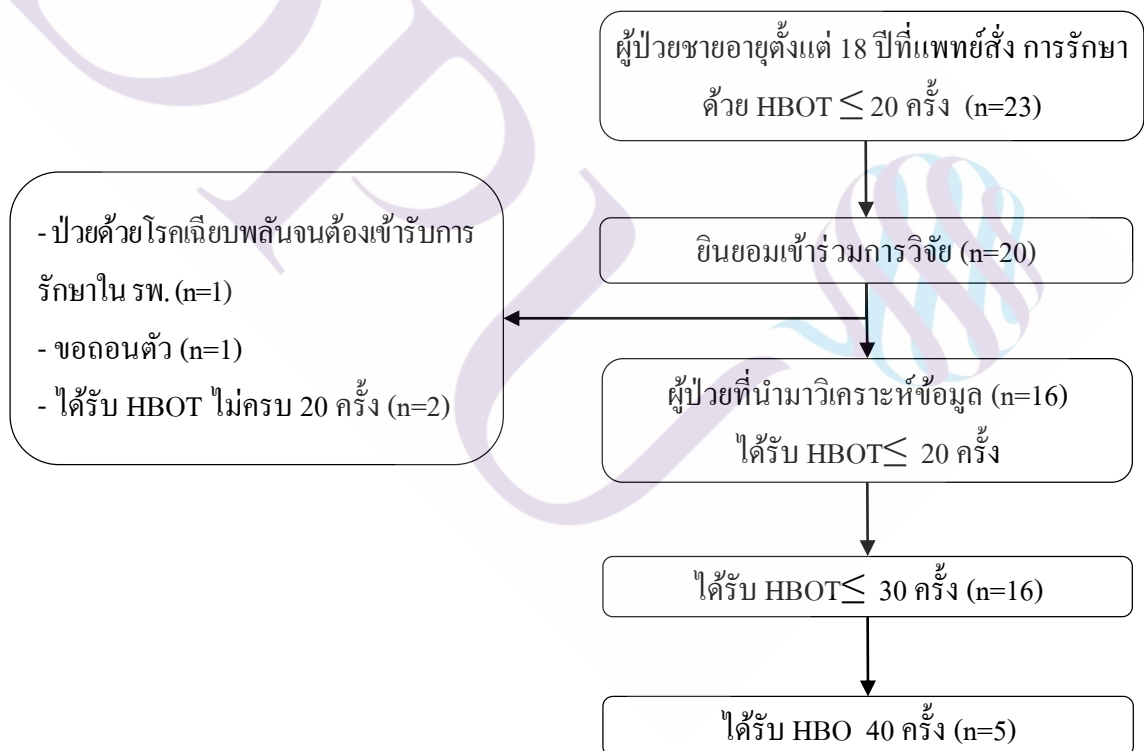 ผู้ป่วยชายอายุตั้งแต่ 18 ปีที่แพทย์สั่ง การรักษา
ด้วย HBOT ≤ 20 ครั้ง (n=23)
ยินยอมเข้าร่วมการวิจัย (n=20)
- ป่วยด้วยโรคเฉียบพลันจนต้องเข้ารับการ
รักษาใน รพ. (n=1)
- ขอถอนตัว (n=1)
- ได้รับ HBOT ไม่ครบ 20 ครั้ง (n=2)
ผู้ป่วยที่นำมาวิเคราะห์ข้อมูล (n=16)
ได้รับ HBOT≤ 20 ครั้ง
ได้รับ HBOT≤ 30 ครั้ง (n=16)
ได้รับ HBO 40 ครั้ง (n=5)